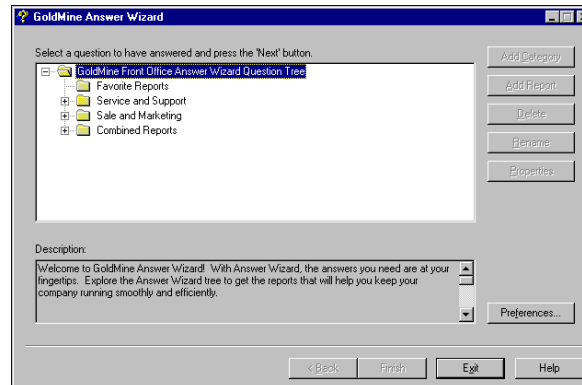 GoldMine Answer Wizard
Select a question to have answered and press the 'Next' button.
GoldMine Front Office Answer Wizard Question Tree
Favorite Reports
Service and Support
Sale and Marketing
Combined Reports
Add Category
Add Report
Delete
Rename
Properties
Description:
Welcome to GoldMine Answer Wizard! With Answer Wizard, the answers you need are at your
fingertips. Explore the Answer Wizard tree to get the reports that will help you keep your
company running smoothly and efficiently.
Preferences...
< Back
Finish
Exit
Help